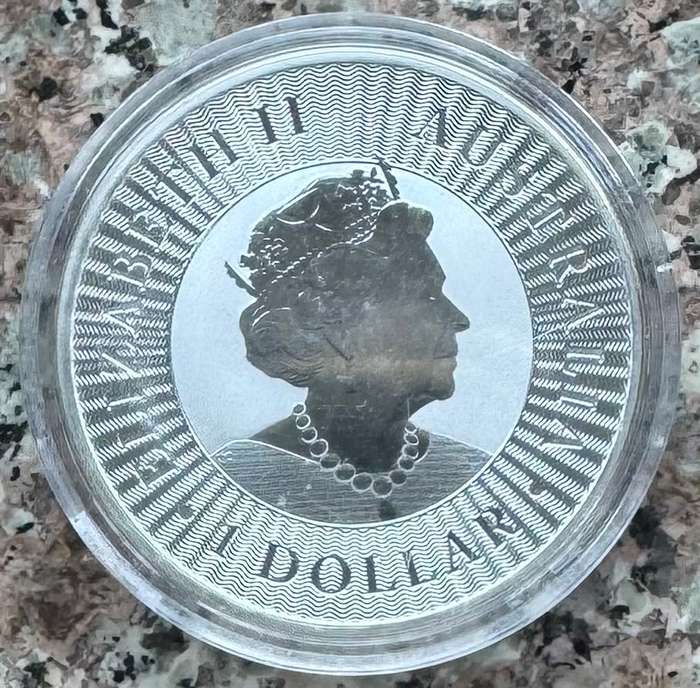 ELIZABETH II
AUSTRALIA
• 1 DOLLAR •